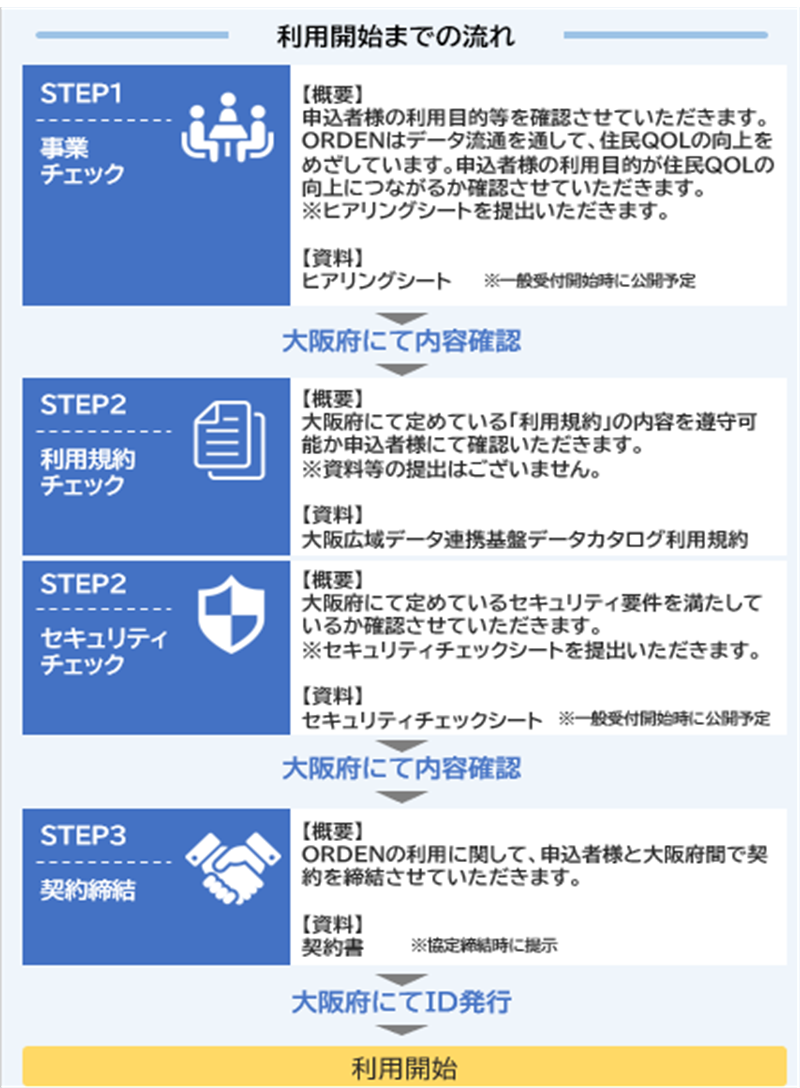 利用開始までの流れ
STEP1
事業
チェック
【概要】
申込者様の利用目的等を確認させていただきます。
ORDENはデータ流通を通して、住民QOLの向上を
めざしています。申込者様の利用目的が住民QOLの
向上につながるか確認させていただきます。
※ヒアリングシートを提出いただきます。
【資料】
ヒアリングシート ※一般受付開始時に公開予定
大阪府にて内容確認
STEP2
利用規約
チェック
【概要】
大阪府にて定めている「利用規約」の内容を遵守可
能か申込者様にて確認いただきます。
※資料等の提出はございません。
【資料】
大阪広域データ連携基盤データカタログ利用規約
STEP2
セキュリティ
チェック
【概要】
大阪府にて定めているセキュリティ要件を満たして
いるか確認させていただきます。
※セキュリティチェックシートを提出いただきます。
【資料】
セキュリティチェックシート ※一般受付開始時に公開予定
大阪府にて内容確認
STEP3
契約締結
【概要】
ORDENの利用に関して、申込者様と大阪府間で契
約を締結させていただきます。
【資料】
契約書 ※協定締結時に提示
大阪府にてID発行
利用開始